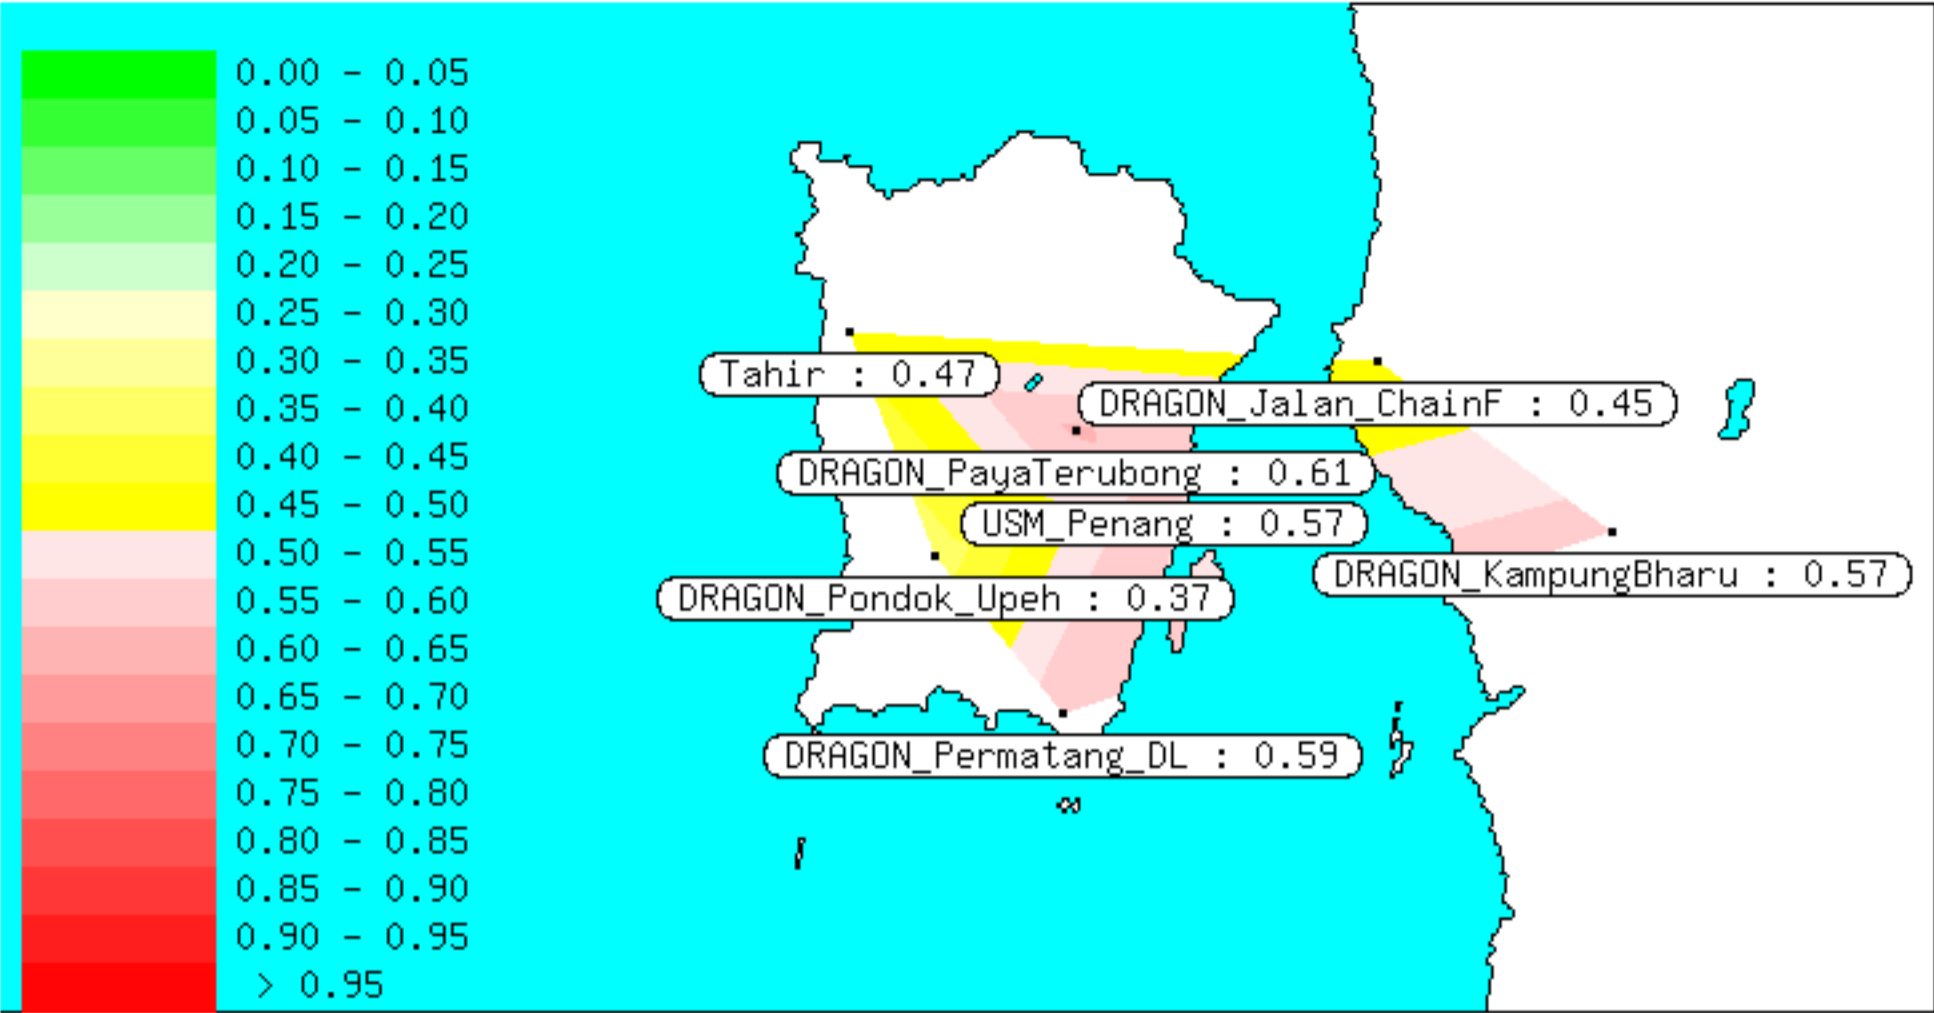 0.00 - 0.05
0.05 - 0.10
0.10 - 0.15
0.15 - 0.20
0.20 - 0.25
0.25 - 0.30
0.30 - 0.35
0.35 - 0.40
0.40 - 0.45
0.45 - 0.50
0.50 - 0.55
0.55 - 0.60
0.60 - 0.65
0.65 - 0.70
0.70 - 0.75
0.75 - 0.80
0.80 - 0.85
0.85 - 0.90
0.90 - 0.95
> 0.95
Tahir : 0.47
DRAGON_Jalan_ChainF : 0.45
DRAGON_PayaTerubong : 0.61
USM_Penang : 0.57
DRAGON_KampungBharu : 0.57
DRAGON_Pondok_Upeh : 0.37
DRAGON_Permatang_DL : 0.59